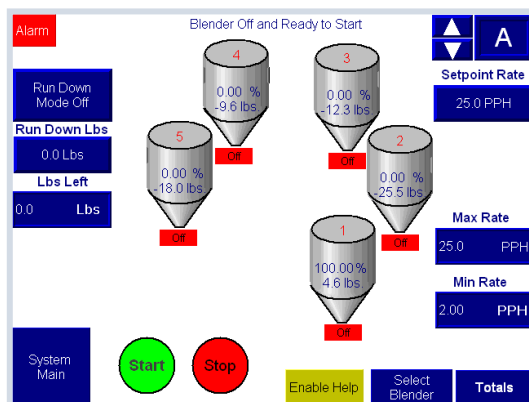 Alarm
Blender Off and Ready to Start
A
Run Down
Mode Off
Run Down Lbs
0.0 Lbs
Lbs Left
0.0 Lbs
4
0.00 %
-9.6 lbs.
Off
3
0.00 %
-12.3 lbs.
Off
5
0.00 %
-18.0 lbs.
Off
2
0.00 %
-25.5 lbs.
Off
1
100.00 %
4.6 lbs.
Off
Setpoint Rate
25.0 PPH
Max Rate
25.0 PPH
Min Rate
2.00 PPH
System
Main
Start
Stop
Enable Help
Select
Blender
Totals